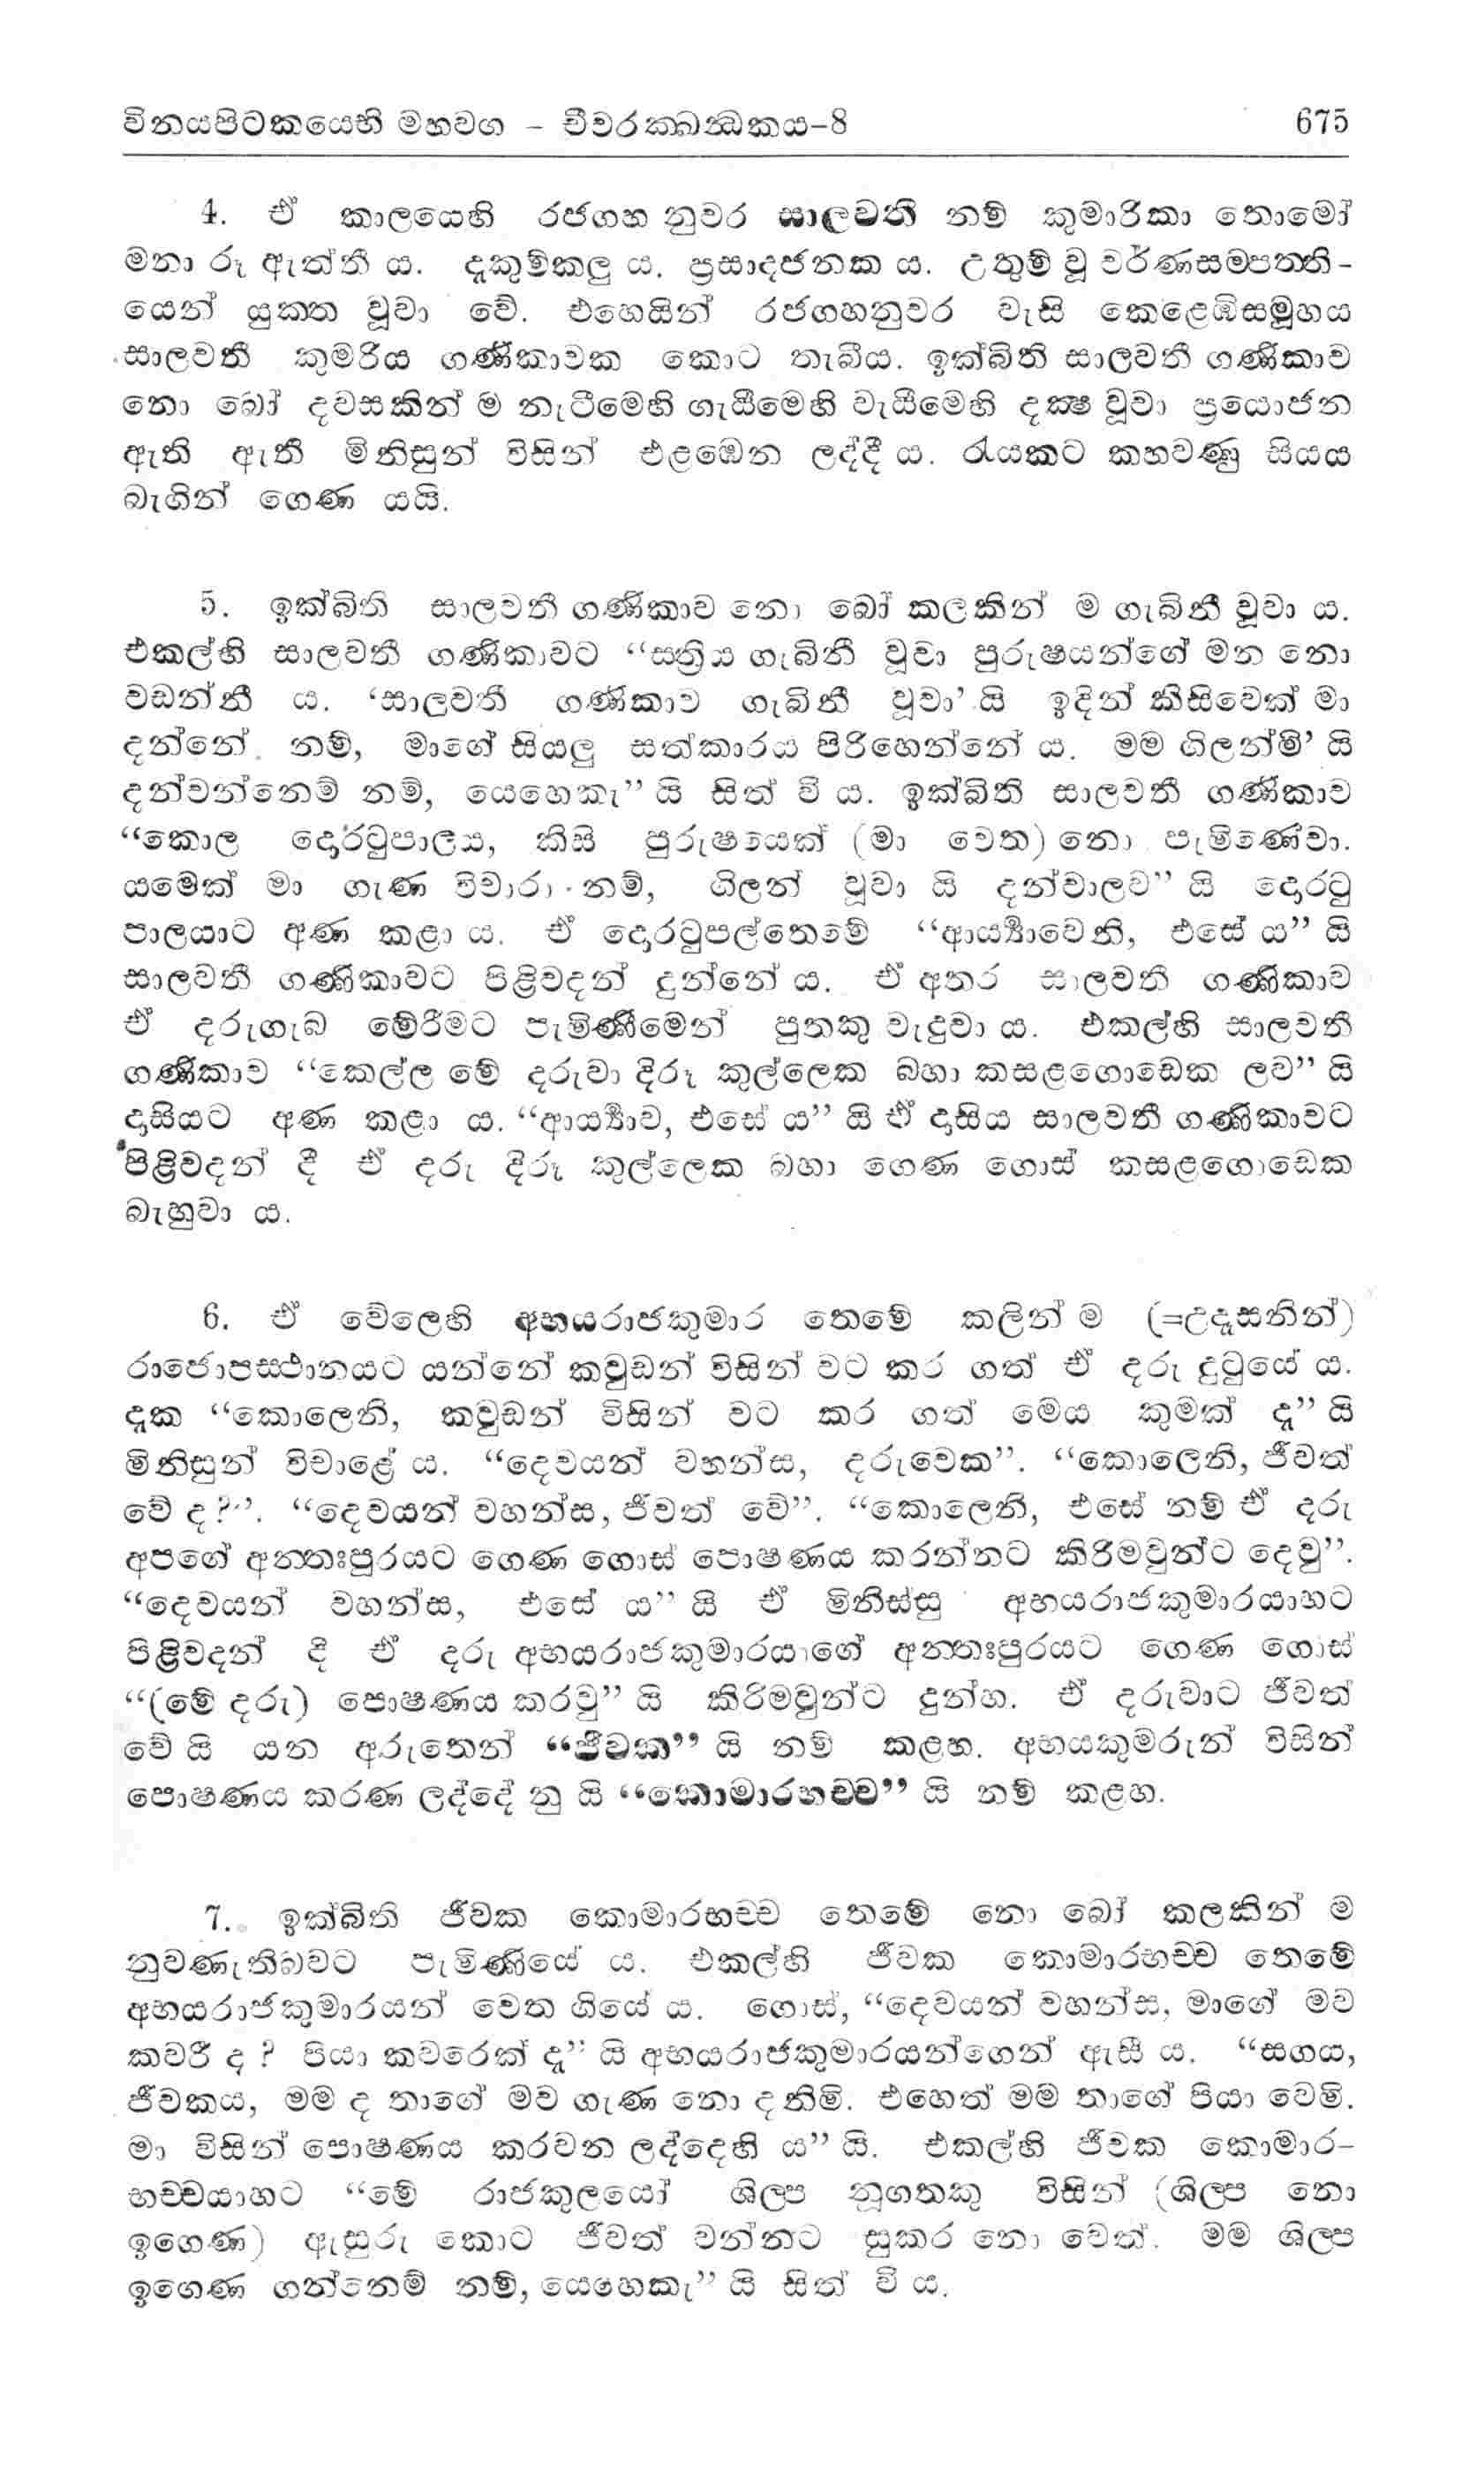 විනයපිටකයෙහි මහවග – චීවරක්‍ඛන්‍ධකය–8 675
4. ඒ කාලයෙහි රජගහ නුවර සාලවතී නම් කුමාරිකා තොමෝ
මනා රූ ඇත්තී ය. දැකුම්කලු ය. ප්‍රසාදජනක ය. උතුම් වූ වර්ණසම්පත්ති-
යෙන් යුක්ත වූවා වේ. එහෙයින් රජගහනුවර වැසි කෙළෙඹිසමූහය
සාලවතී කුමරිය ගණිකාවක කොට තැබීය. ඉක්බිති සාලවතී ගණිකාව
නො බෝ දවසකින් ම නැටීමෙහි ගැයීමෙහි වැයීමෙහි දක්‍ෂ වූවා ප්‍රයොජන
ඇති ඇතී මිනිසුන් විසින් එළඹෙන ලද්දී ය. රැයකට කහවණු සියය
බැගින් ගෙණ යයි.
5. ඉක්බිති සාලවතී ගණිකාව නො බෝ කලකින් ම ගැබිනී වූවා ය.
එකල්හි සාලවතී ගණිකාවට “සත්‍රිය ගැබිනී වූවා පුරුෂයන්ගේ මන නො
වඩන්නී ය. ‘සාලවතී ගණිකාව ගැබිනී වූවා’ යි ඉදින් කිසිවෙක් මා
දන්නේ නම්, මාගේ සියලු සත්කාරය පිරිහෙන්නේ ය. මම ගිලන්මි’ යි
දන්වන්නෙම් නම්, යෙහෙකැ” යි සිත් වි ය. ඉක්බිති සාලවතී ගණිකාව
“කොල දොරටුපාලය, කිසි පුරුෂයෙක් (මා වෙත) නො පැමිණේවා.
යමෙක් මා ගැණ විචාරා නම්, ගිලන් වූවා යි දන්වාලව” යි දොරටු
පාලයාට අණ කළා ය. ඒ දොරටුපල්තෙමේ “ආර්‍ය්‍යාවෙනි, එසේ ය” යි
සාලවතී ගණිකාවට පිළිවදන් දුන්නේ ය. ඒ අතර සාලවතී ගණිකාව
ඒ දරුගැබ මේරීමට පැමිණීමෙන් පුතකු වැදුවා ය. එකල්හි සාලවතී
ගණිකාව “කෙල්ල මේ දරුවා දිරූ කුල්ලෙක බහා කසළගොඩෙක ලව” යි
දාසියට අණ කළා ය. “ආර්‍ය්‍යාව, එසේ ය” යි ඒ දාසිය සාලවතී ගණිකාවට
පිළිවදන් දී ඒ දරු දිරූ කුල්ලෙක බහා ගෙණ ගොස් කසළගොඩෙක
බැහුවා ය.
6. ඒ වේලෙහි අභයරාජකුමාර තෙමේ කලින් ම (=උදෑසනින්)
රාජොපස්ථානයට යන්නේ කවුඩන් විසින් වට කර ගත් ඒ දරු දුටුයේ ය.
දැක “කොලෙනි, කවුඩන් විසින් වට කර ගත් මෙය කුමක් දැ” යි
මිනිසුන් විචාළේ ය. “දෙවයන් වහන්ස, දරුවෙක”. “කොලෙනි, ජීවත්
වේ ද?”. “දෙවයන් වහන්ස, ජීවත් වේ”. “කොලෙනි, එසේ නම් ඒ දරු
අපගේ අන්තඃපුරයට ගෙණ ගොස් පොෂණය කරන්නට කිරිමවුන්ට දෙවු”.
“දෙවයන් වහන්ස, එසේ ය” යි ඒ මිනිස්සු අභයරාජකුමාරයාහට
පිළිවදන් දි ඒ දරු අභයරාජකුමාරයාගේ අන්තඃපුරයට ගෙණ ගොස්
“(මේ දරු) පොෂණය කරවු” යි කිරිමවුන්ට දුන්හ. ඒ දරුවාට ජීවත්
වේ යි යන අරුතෙන් “ජීවක” යි නම් කළහ. අභයකුමරුන් විසින්
පොෂණය කරණ ලද්දේ නු යි “කොමාරභච්ච” යි නම් කළහ.
7. ඉක්බිති ජීවක කොමාරභච්ච තෙමේ නො බෝ කලකින් ම
නුවණැතිබවට පැමිණියේ ය. එකල්හි ජීවක කොමාරභච්ච තෙමේ
අභයරාජකුමාරයන් වෙත ගියේ ය. ගොස්, “දෙවයන් වහන්ස, මාගේ මව
කවරී ද? පියා කවරෙක් දැ” යි අභයරාජකුමාරයන්ගෙන් ඇසී ය. “සගය,
ජීවකය, මම ද තාගේ මව ගැණ නො දනිමි. එහෙත් මම තාගේ පියා වෙමි.
මා විසින් පොෂණය කරවන ලද්දෙහි ය” යි. එකල්හි ජීවක කොමාර-
භච්චයාහට “මේ රාජකුලයෝ ශිල්ප නූගතකු විසින් (ශිල්ප නො
ඉගෙණ) ඇසුරු කොට ජීවත් වන්නට සුකර නො වෙත්. මම ශිල්ප
ඉගෙණ ගන්නෙම් නම්, යෙහෙකැ” යි සිත් වි ය.